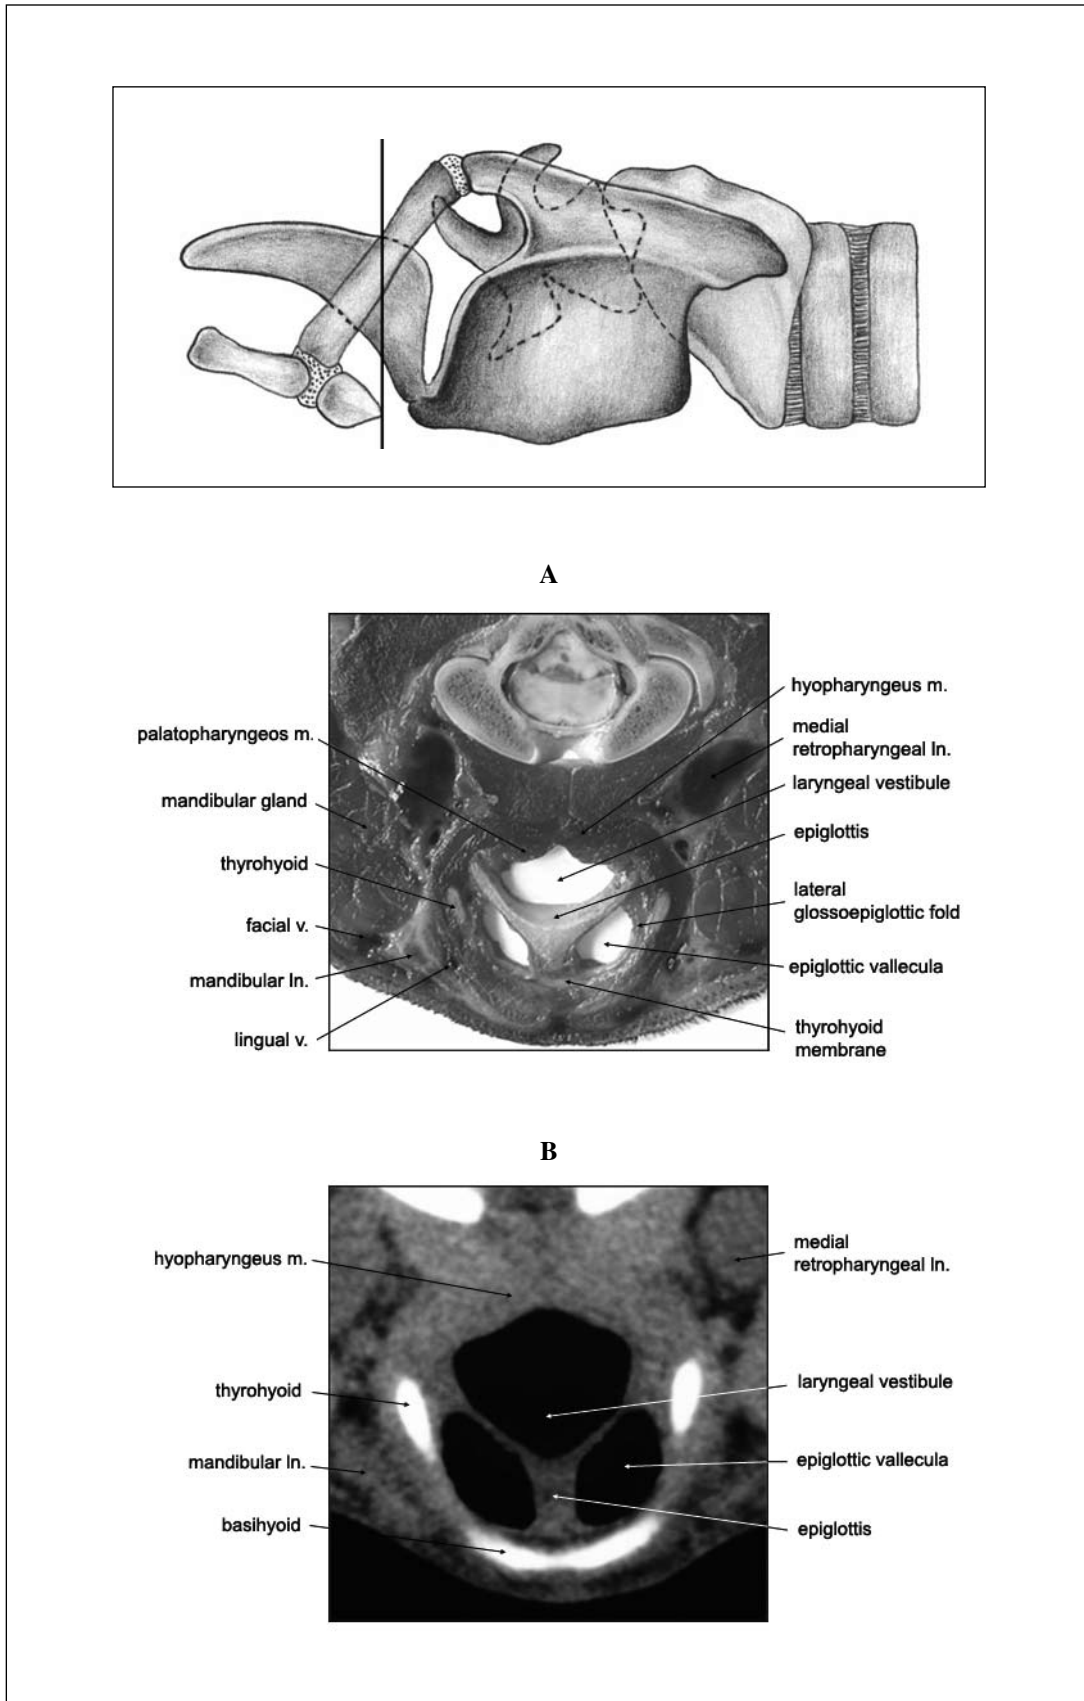 A
palatopharyngeos m.
mandibular gland
thyrohyoid
facial v.
mandibular ln.
lingual v.
hyopharyngeus m.
medial
retropharyngeal ln.
laryngeal vestibule
epiglottis
lateral
glossoepiglottic fold
epiglottic vallecula
thyrohyoid
membrane
B
hyopharyngeus m.
thyrohyoid
mandibular ln.
basihyoid
medial
retropharyngeal ln.
laryngeal vestibule
epiglottic vallecula
epiglottis